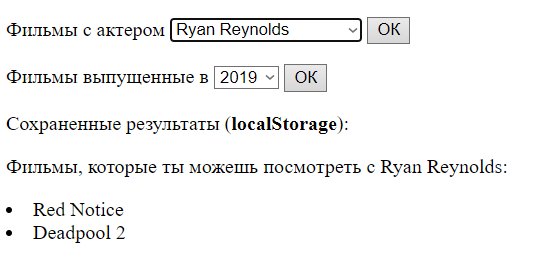 Фильмы с актером Ryan Reynolds OK
Фильмы выпущенные в 2019 OK
Сохраненные результаты (localStorage):
Фильмы, которые ты можешь посмотреть с Ryan Reynolds:
• Red Notice
• Deadpool 2